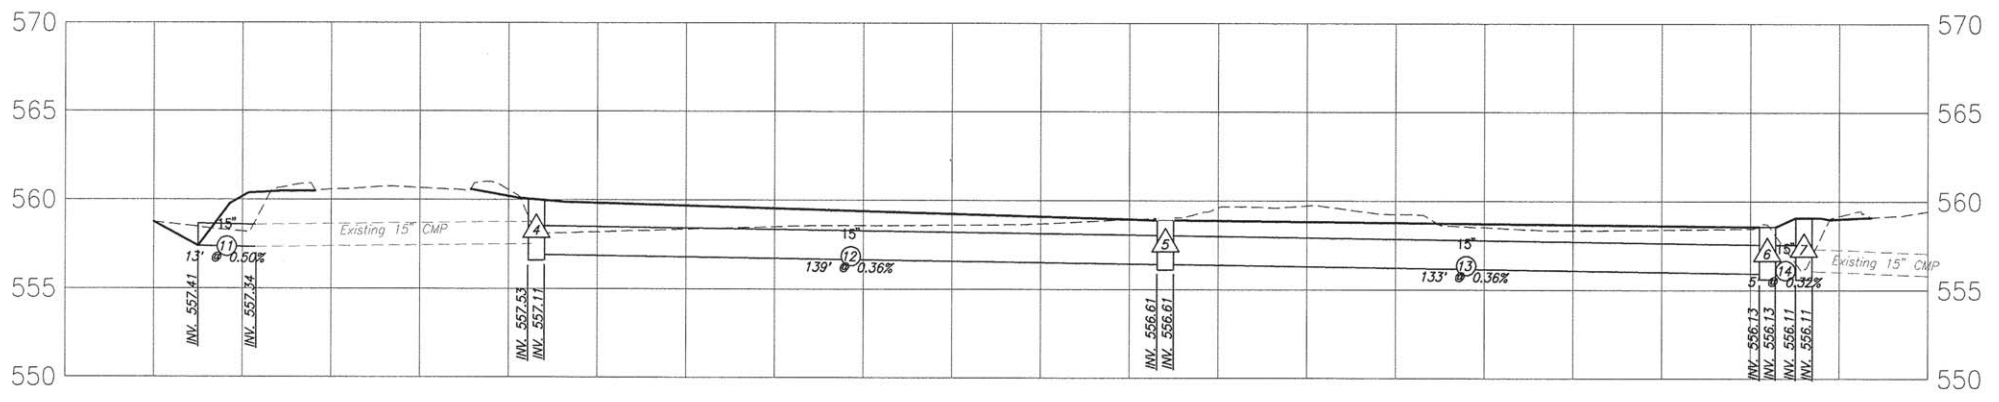 570
565
560
555
550
15"
11
13' @ 0.50%
INV. 557.41
INV. 557.34
Existing 15" CMP
4
INV. 557.53
INV. 557.11
15"
12
139' @ 0.36%
5
INV. 556.61
INV. 556.61
15"
13
133' @ 0.36%
6
15"
7
14
5' @ 0.32%
INV. 556.13
INV. 556.13
INV. 556.11
INV. 556.11
Existing 15" CMP
570
565
560
555
550